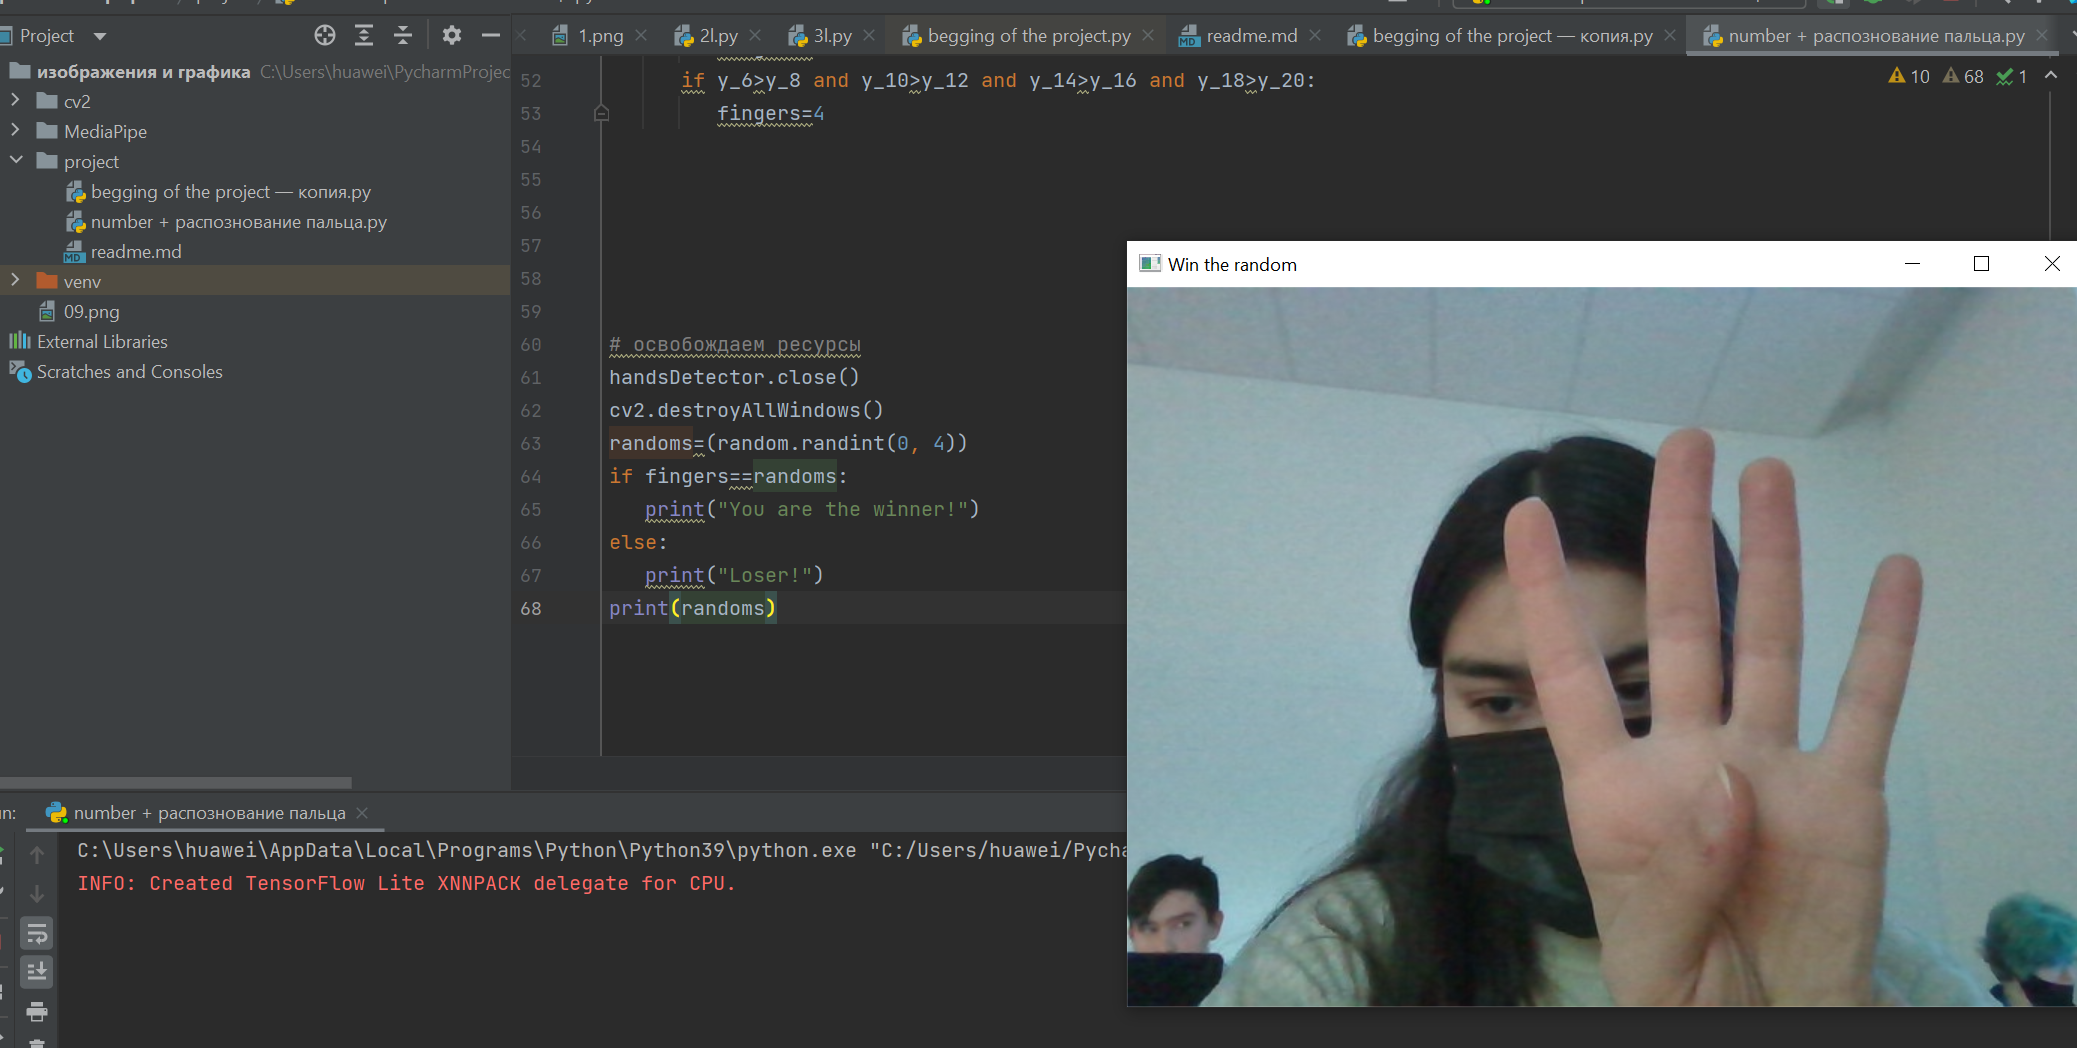 Project
1.png
2l.py
3l.py
begging of the project.py
readme.md
begging of the project — копия.py
number + распознование пальца.py
изображения и графика C:\Users\huawei\PycharmProjec
cv2
MediaPipe
project
begging of the project — копия.py
number + распознование пальца.py
readme.md
venv
09.png
External Libraries
Scratches and Consoles
10 68 1
52 if y_6>y_8 and y_10>y_12 and y_14>y_16 and y_18>y_20:
53 fingers=4
54
55
56
57
58
59
60 # освобождаем ресурсы
61 handsDetector.close()
62 cv2.destroyAllWindows()
63 randoms=(random.randint(0, 4))
64 if fingers==randoms:
65 print("You are the winner!")
66 else:
67 print("Loser!")
68 print(randoms)
Win the random
number + распознование пальца
C:\Users\huawei\AppData\Local\Programs\Python\Python39\python.exe "C:/Users/huawei/Pycha
INFO: Created TensorFlow Lite XNNPACK delegate for CPU.